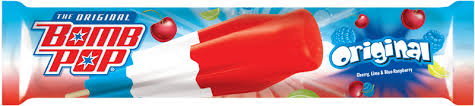 THE ORIGINAL
BOMB
POP
Original
Cherry, Lime & Blue Raspberry